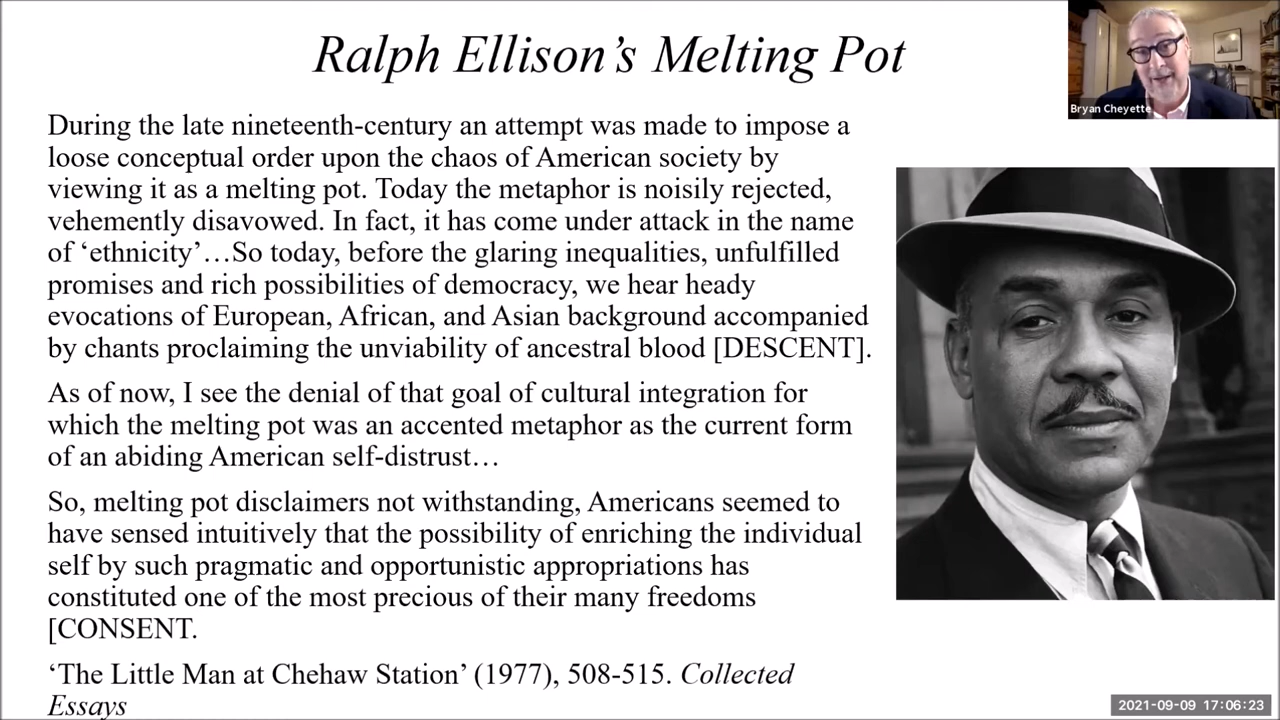 Ralph Ellison's Melting Pot
Bryan Cheyette
During the late nineteenth-century an attempt was made to impose a
loose conceptual order upon the chaos of American society by
viewing it as a melting pot. Today the metaphor is noisily rejected,
vehemently disavowed. In fact, it has come under attack in the name
of ‘ethnicity’…So today, before the glaring inequalities, unfulfilled
promises and rich possibilities of democracy, we hear heady
evocations of European, African, and Asian background accompanied
by chants proclaiming the unviability of ancestral blood [DESCENT].
As of now, I see the denial of that goal of cultural integration for
which the melting pot was an accented metaphor as the current form
of an abiding American self-distrust…
So, melting pot disclaimers not withstanding, Americans seemed to
have sensed intuitively that the possibility of enriching the individual
self by such pragmatic and opportunistic appropriations has
constituted one of the most precious of their many freedoms
[CONSENT.
‘The Little Man at Chehaw Station’ (1977), 508-515. Collected
Essays
2021-09-09 17:06:23